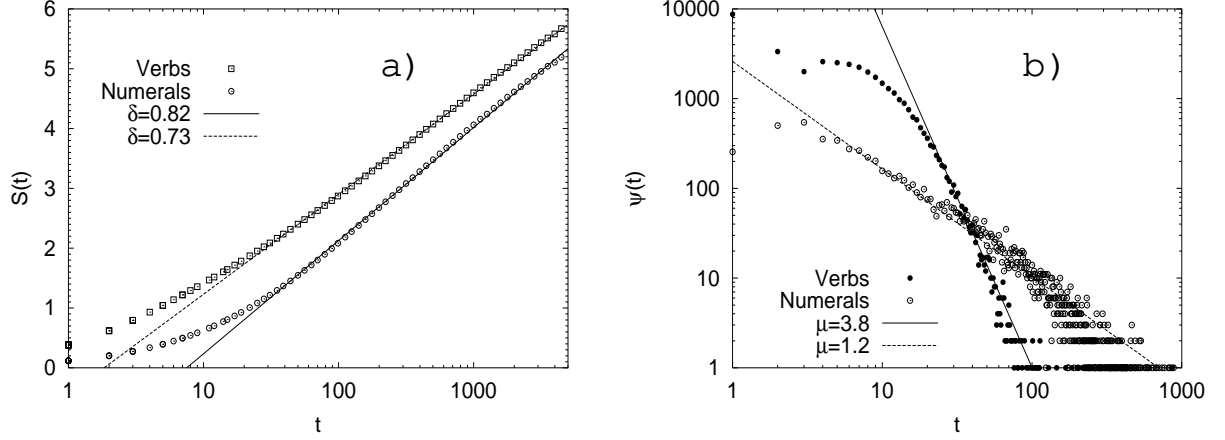 a)
Verbs
Numerals
δ=0.82
δ=0.73
S(t)
6
5
4
3
2
1
0
1 10 100 1000
t
b)
Verbs
Numerals
μ=3.8
μ=1.2
ψ(t)
10000
1000
100
10
1
1 10 100 1000
t